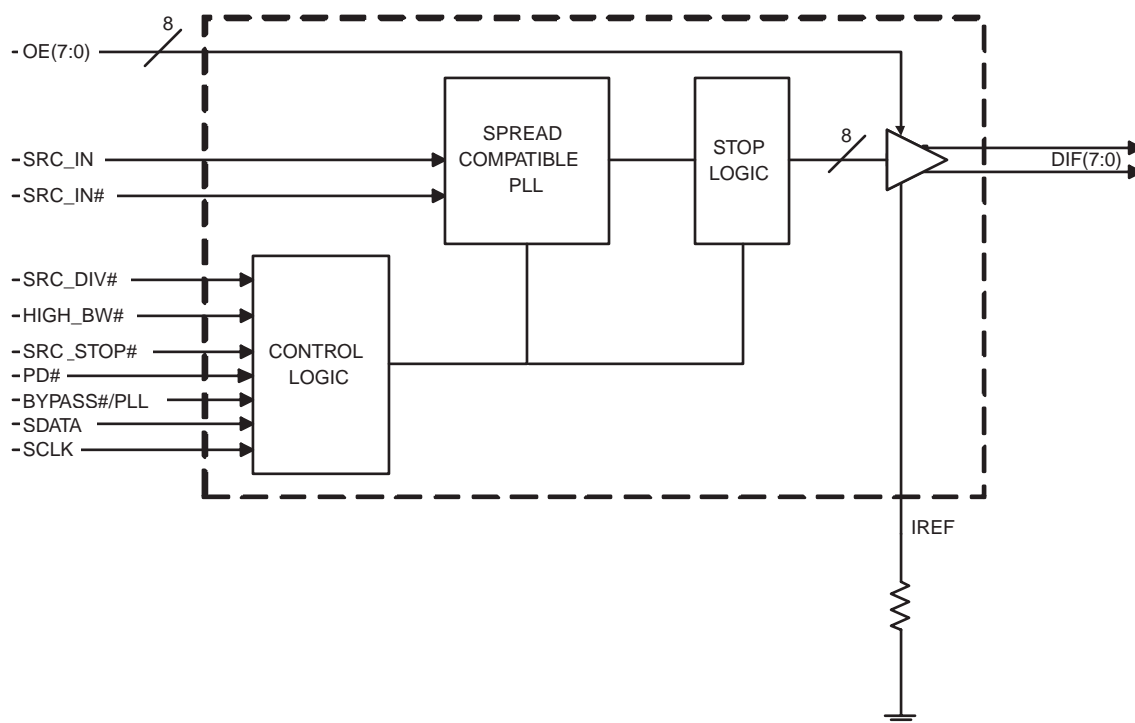 8
OE(7:0)
SPREAD
COMPATIBLE
PLL
STOP
LOGIC
8
DIF(7:0)
SRC_IN
SRC_IN#
SRC_DIV#
HIGH_BW#
SRC_STOP#
PD#
BYPASS#/PLL
SDATA
SCLK
CONTROL
LOGIC
IREF